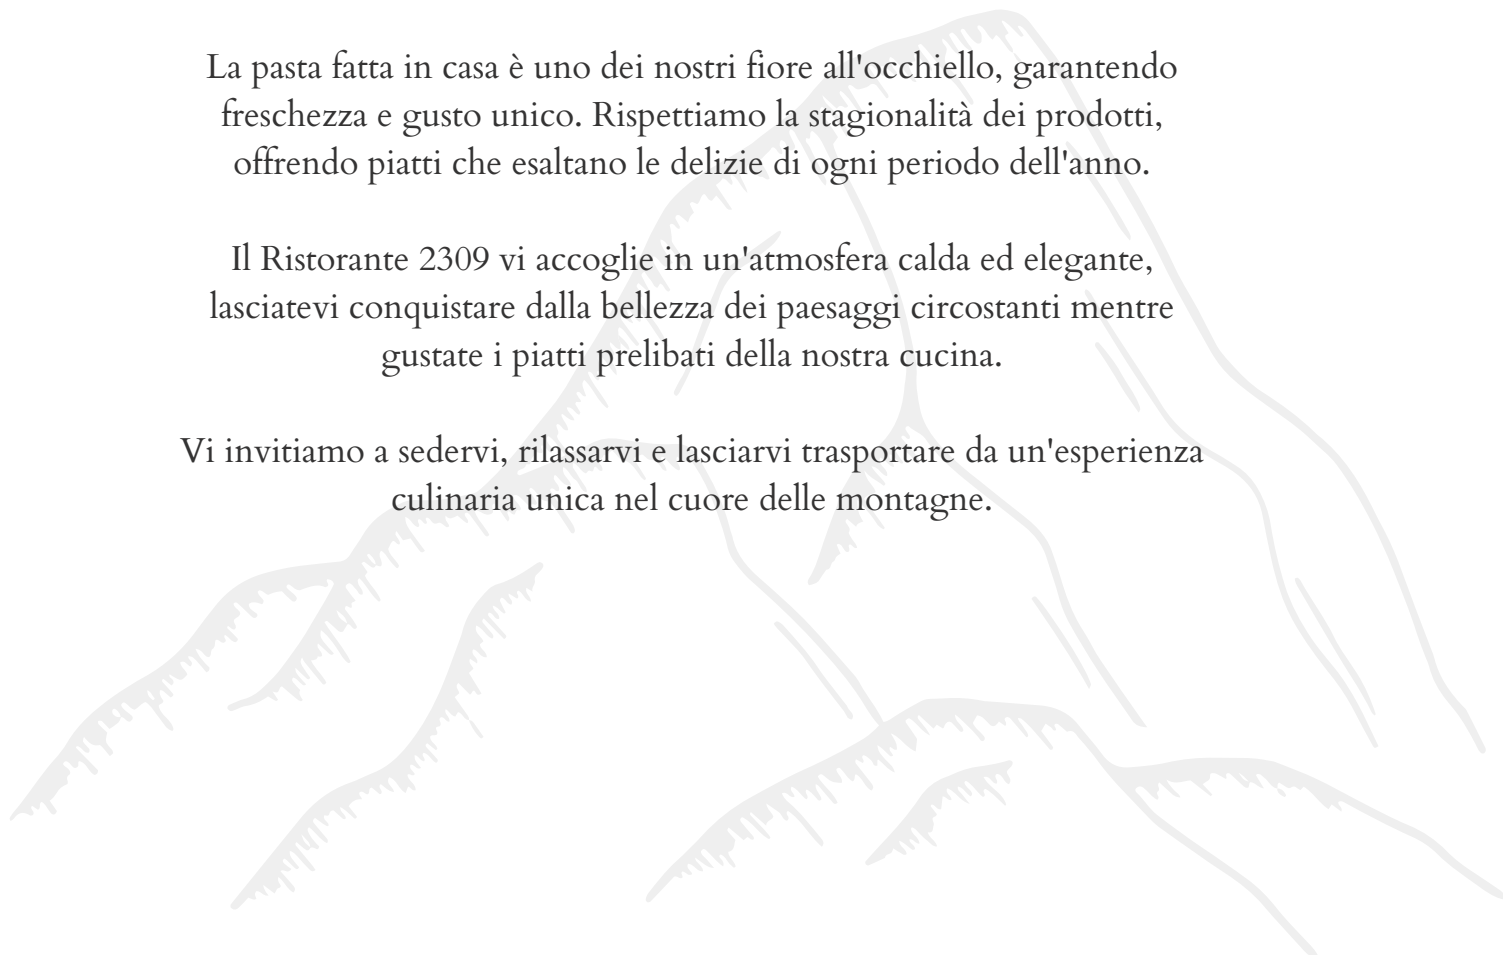 La pasta fatta in casa è uno dei nostri fiore all'occhiello, garantendo
freschezza e gusto unico. Rispettiamo la stagionalità dei prodotti,
offrendo piatti che esaltano le delizie di ogni periodo dell'anno.
Il Ristorante 2309 vi accoglie in un'atmosfera calda ed elegante,
lasciatevi conquistare dalla bellezza dei paesaggi circostanti mentre
gustate i piatti prelibati della nostra cucina.
Vi invitiamo a sedervi, rilassarvi e lasciarvi trasportare da un'esperienza
culinaria unica nel cuore delle montagne.